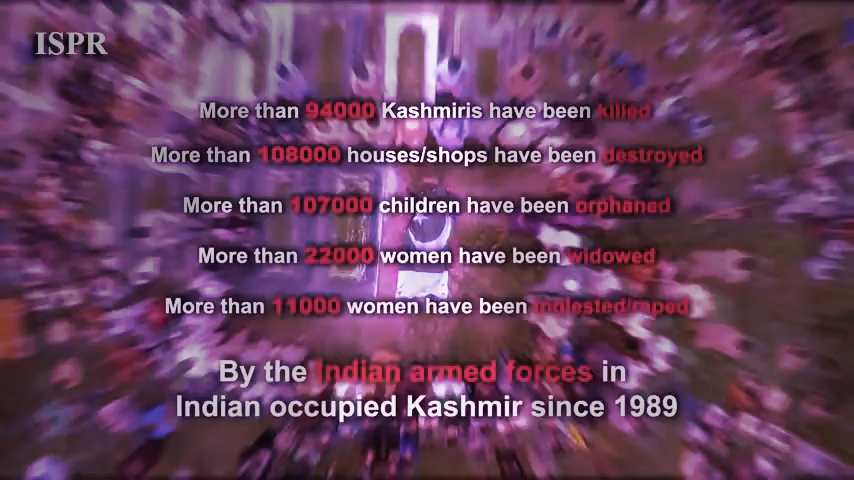 ISPR
More than 94000 Kashmiris have been killed
More than 108000 houses/shops have been destroyed
More than 107000 children have been orphaned
More than 22000 women have been widowed
More than 11000 women have been molested/raped
By the Indian armed forces in
Indian occupied Kashmir since 1989